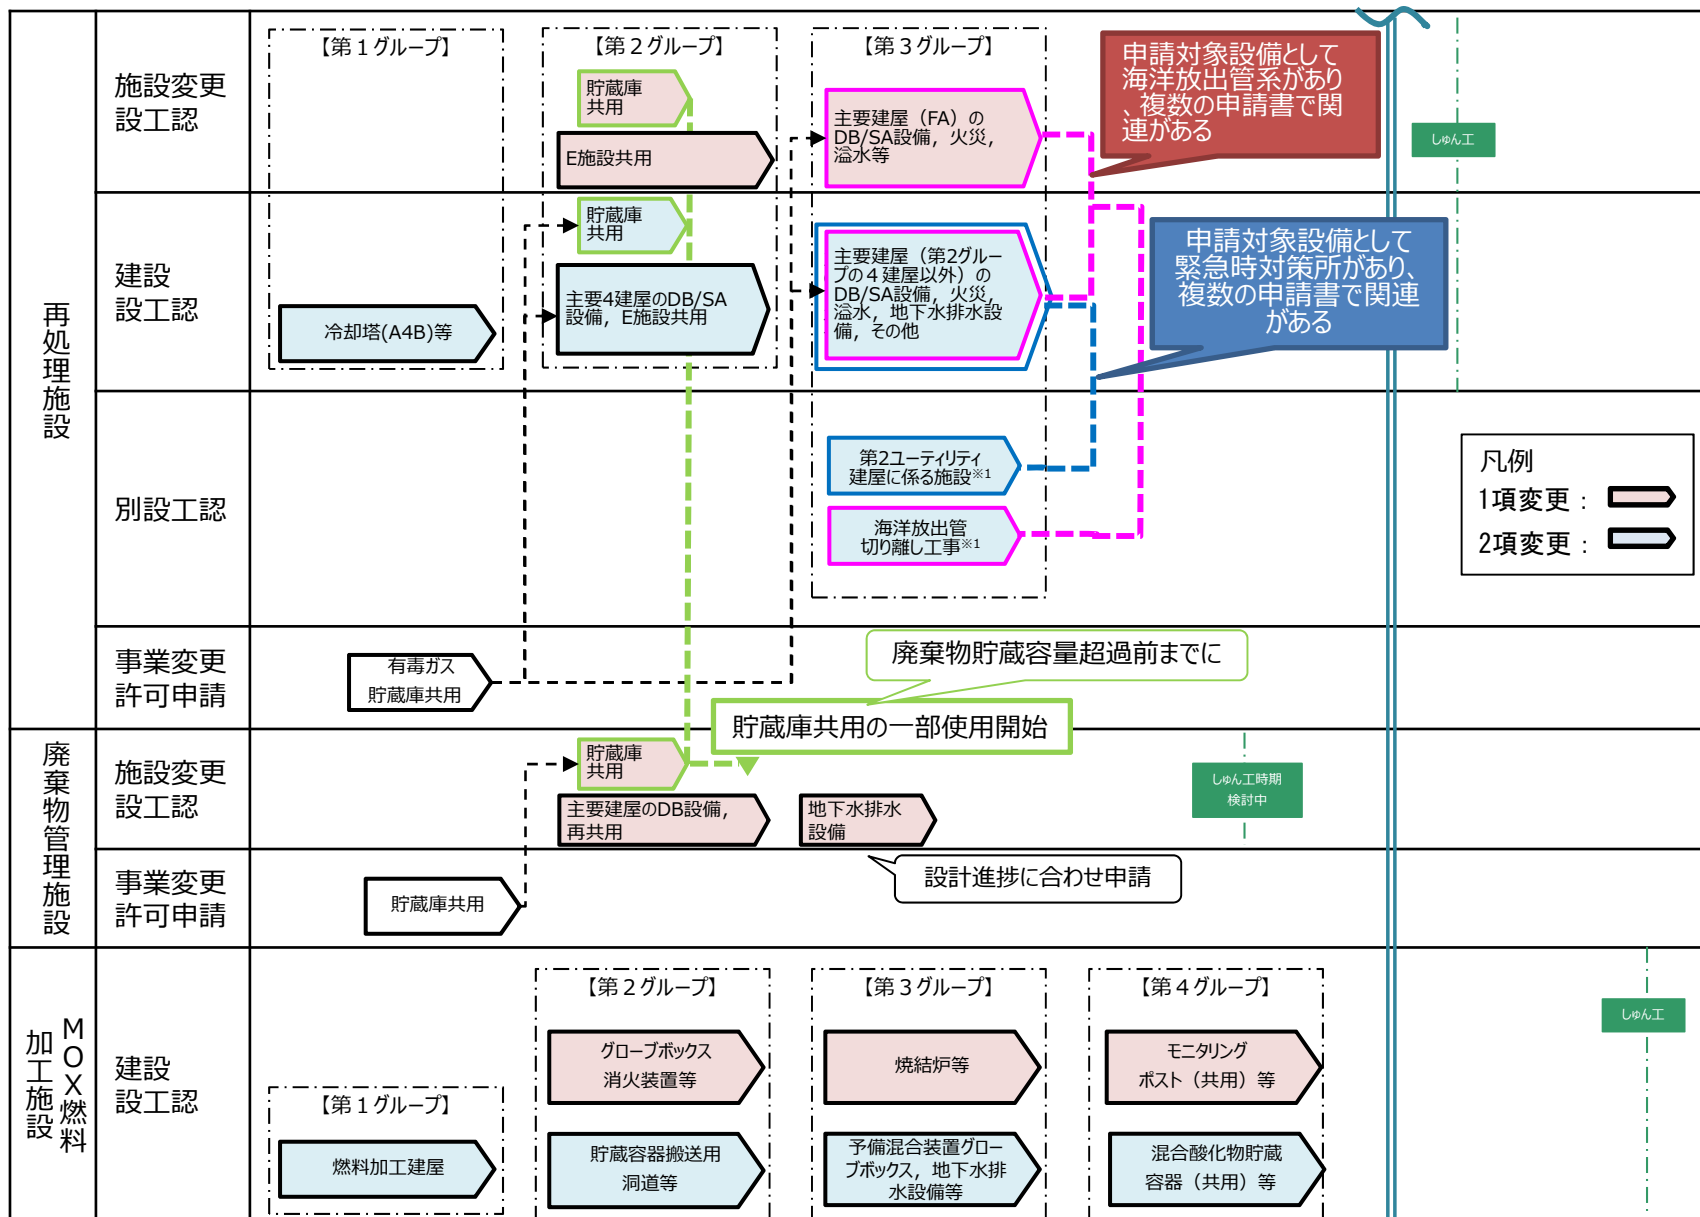 再処理施設
施設変更
設工認
【第１グループ】
【第２グループ】
貯蔵庫
共用
E施設共用
【第３グループ】
主要建屋（FA）の
DB/SA設備，火災，
溢水等
申請対象設備として
海洋放出管系があり
、複数の申請書で関
連がある
しゅん工
建設
設工認
冷却塔(A4B)等
貯蔵庫
共用
主要4建屋のDB/SA
設備，E施設共用
主要建屋（第2グルー
プの４建屋以外）の
DB/SA設備，火災，
溢水，地下水排水設
備，その他
申請対象設備として
緊急時対策所があり、
複数の申請書で関連
がある
別設工認
第2ユーティリティ
建屋に係る施設※1
海洋放出管
切り離し工事※1
凡例
1項変更：
2項変更：
事業変更
許可申請
有毒ガス
貯蔵庫共用
廃棄物貯蔵容量超過前までに
貯蔵庫共用の一部使用開始
廃棄物管理施設
施設変更
設工認
貯蔵庫
共用
主要建屋のDB設備，
再共用
地下水排水
設備
しゅん工時期
検討中
設計進捗に合わせ申請
事業変更
許可申請
貯蔵庫共用
ＭＯＸ燃料
加工施設
建設
設工認
【第１グループ】
燃料加工建屋
【第２グループ】
グローブボックス
消火装置等
貯蔵容器搬送用
洞道等
【第３グループ】
焼結炉等
予備混合装置グロー
ブボックス，地下水排
水設備等
【第４グループ】
モニタリング
ポスト（共用）等
混合酸化物貯蔵
容器（共用）等
しゅん工